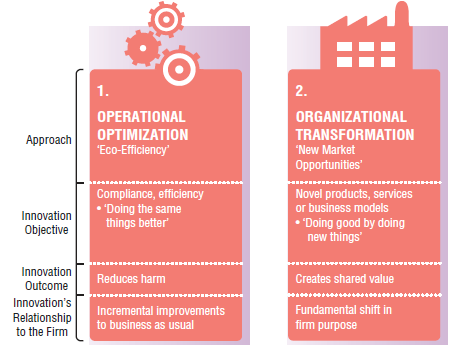 1.
OPERATIONAL
OPTIMIZATION
‘Eco-Efficiency’
2.
ORGANIZATIONAL
TRANSFORMATION
‘New Market
Opportunities’
Approach
Compliance, efficiency
• ‘Doing the same
things better’
Novel products, services
or business models
• ‘Doing good by doing
new things’
Innovation
Objective
Innovation
Outcome
Reduces harm
Creates shared value
Innovation’s
Relationship
to the Firm
Incremental improvements
to business as usual
Fundamental shift in
firm purpose